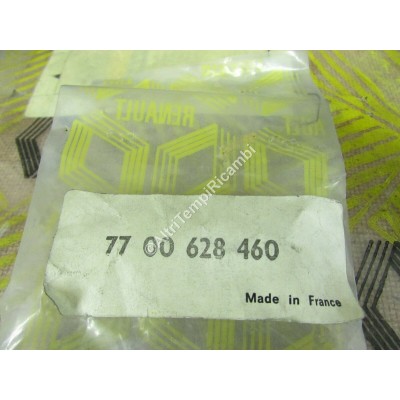 RENAULT
77 00 628 460
AltriTempiRicambi
Made in France